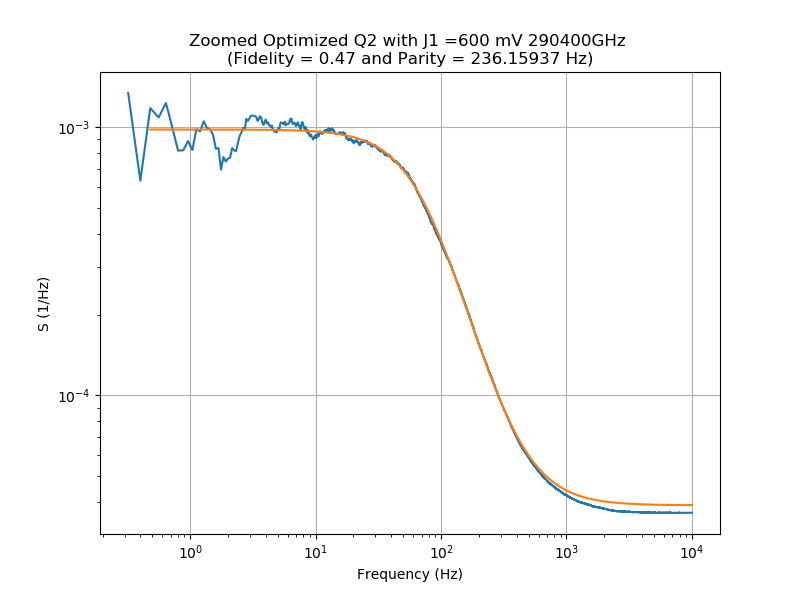 Zoomed Optimized Q2 with J1 =600 mV 290400GHz
(Fidelity = 0.47 and Parity = 236.15937 Hz)
S (1/Hz)
10⁻³
10⁻⁴
10⁰ 10¹ 10² 10³ 10⁴
Frequency (Hz)